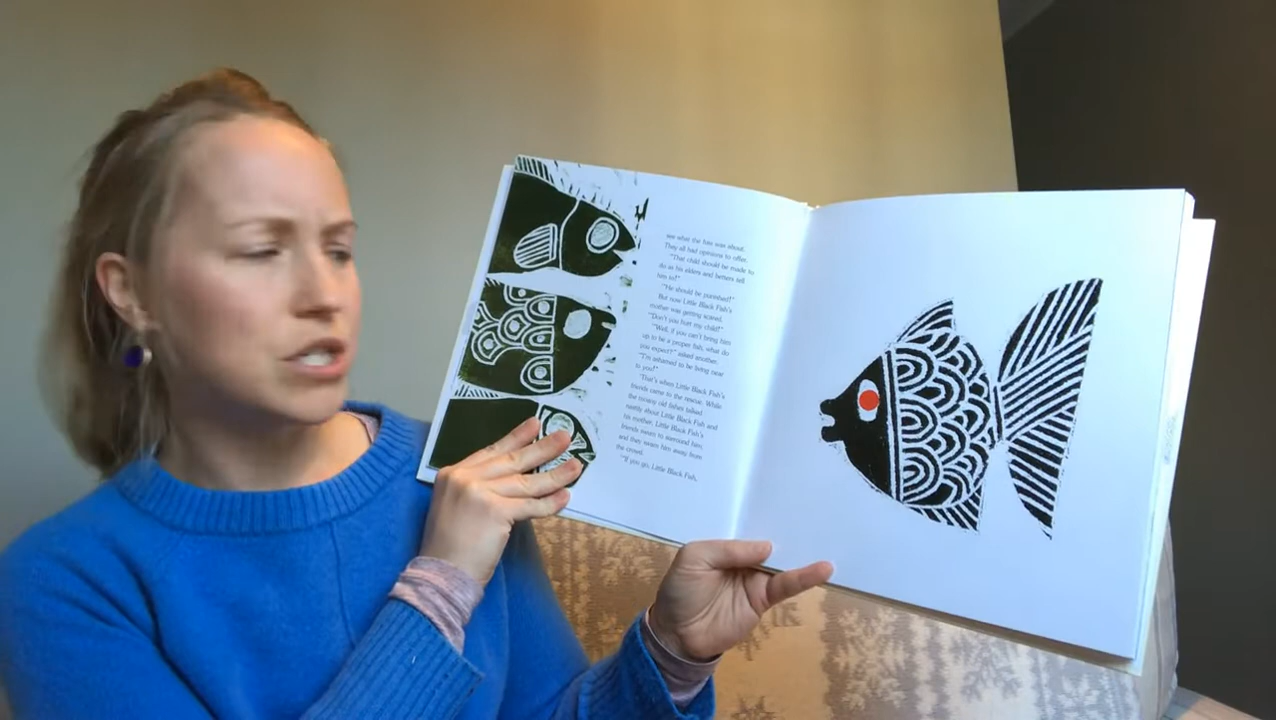 see what the fuss was about.
They all had opinions to offer.
"That child should be made to
do as his elders and betters tell
him to!"
"He should be punished!"
But now Little Black Fish's
mother was getting scared.
"Don't you hurt my child!"
"Well, if you can't bring him
up to be a proper fish, what do
you expect?" asked another.
"I'm ashamed to be living near
to you!"
That's when Little Black Fish's
friends came to the rescue. While
the old fishes talked
about Little Black Fish and
his mother, Little Black Fish's
friends swam to surround him,
and they swam him away from
the crowd.
"If you go, Little Black Fish,